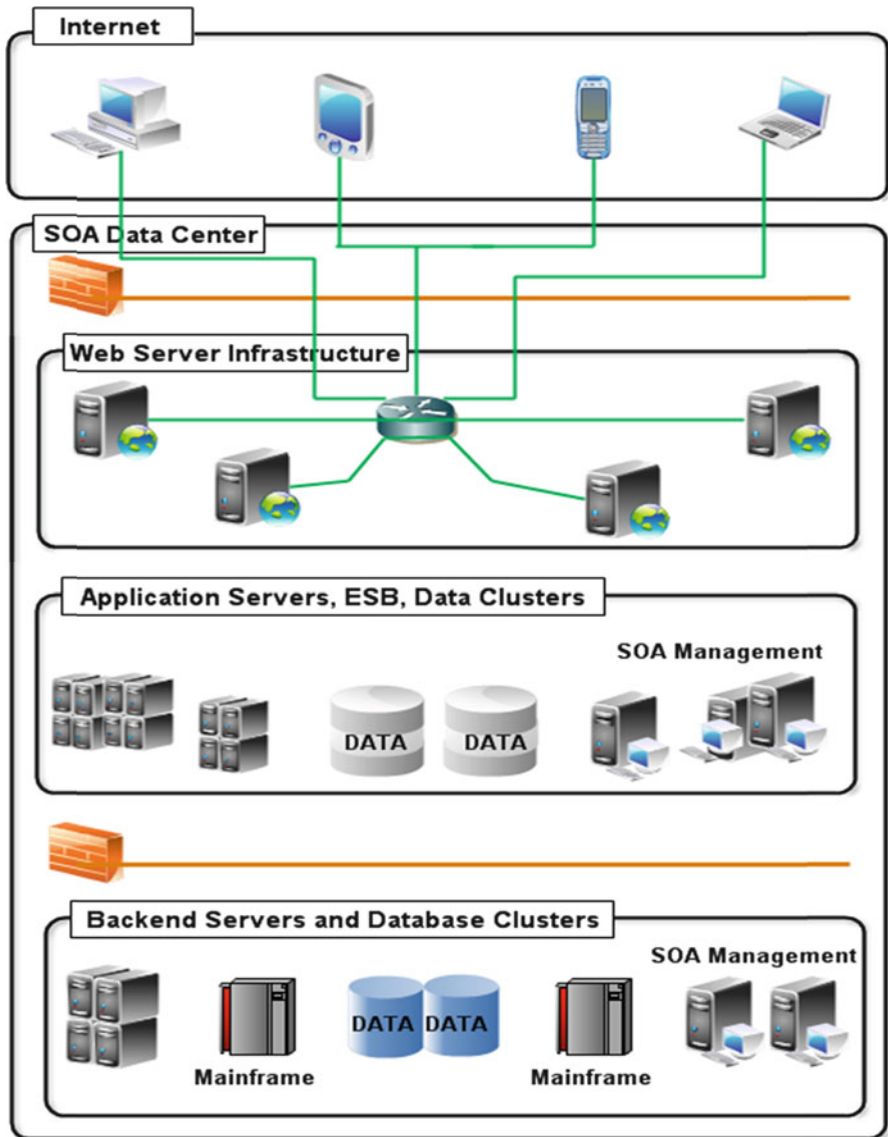 Internet
SOA Data Center
Web Server Infrastructure
Application Servers, ESB, Data Clusters
SOA Management
DATA
DATA
Backend Servers and Database Clusters
SOA Management
DATA
DATA
Mainframe
Mainframe